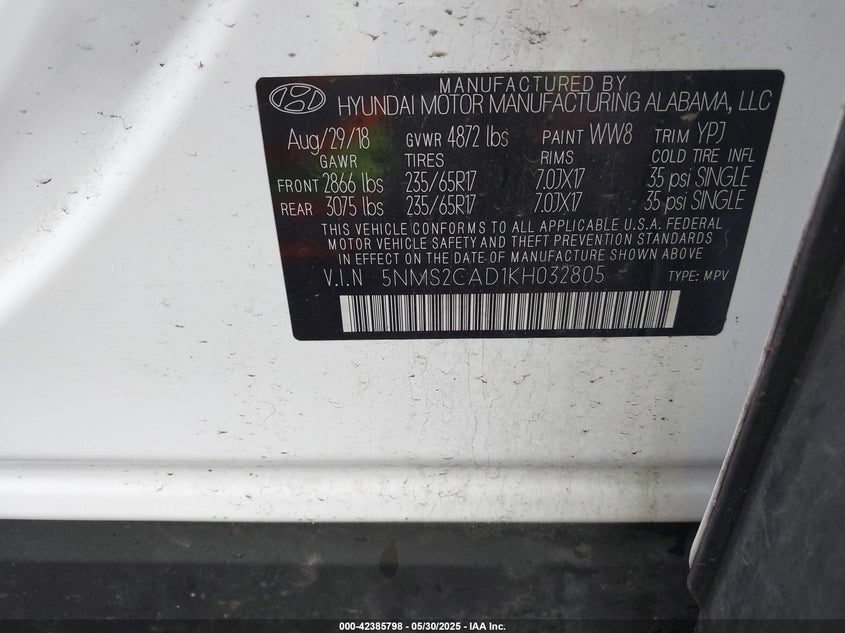 MANUFACTURED BY
HYUNDAI MOTOR MANUFACTURING ALABAMA, LLC
Aug/29/18 GVWR 4872 lbs PAINT WW8 TRIM YPJ
GAWR TIRES RIMS COLD TIRE INFL
FRONT 2866 lbs 235/65R17 7.0JX17 35 psi SINGLE
REAR 3075 lbs 235/65R17 7.0JX17 35 psi SINGLE
THIS VEHICLE CONFORMS TO ALL APPLICABLE U.S.A. FEDERAL
MOTOR VEHICLE SAFETY AND THEFT PREVENTION STANDARDS
IN EFFECT ON THE DATE OF MANUFACTURE SHOWN ABOVE
V.I.N 5NMS2CAD1KH032805 TYPE: MPV
000-42385798 - 05/30/2025 - IAA Inc.